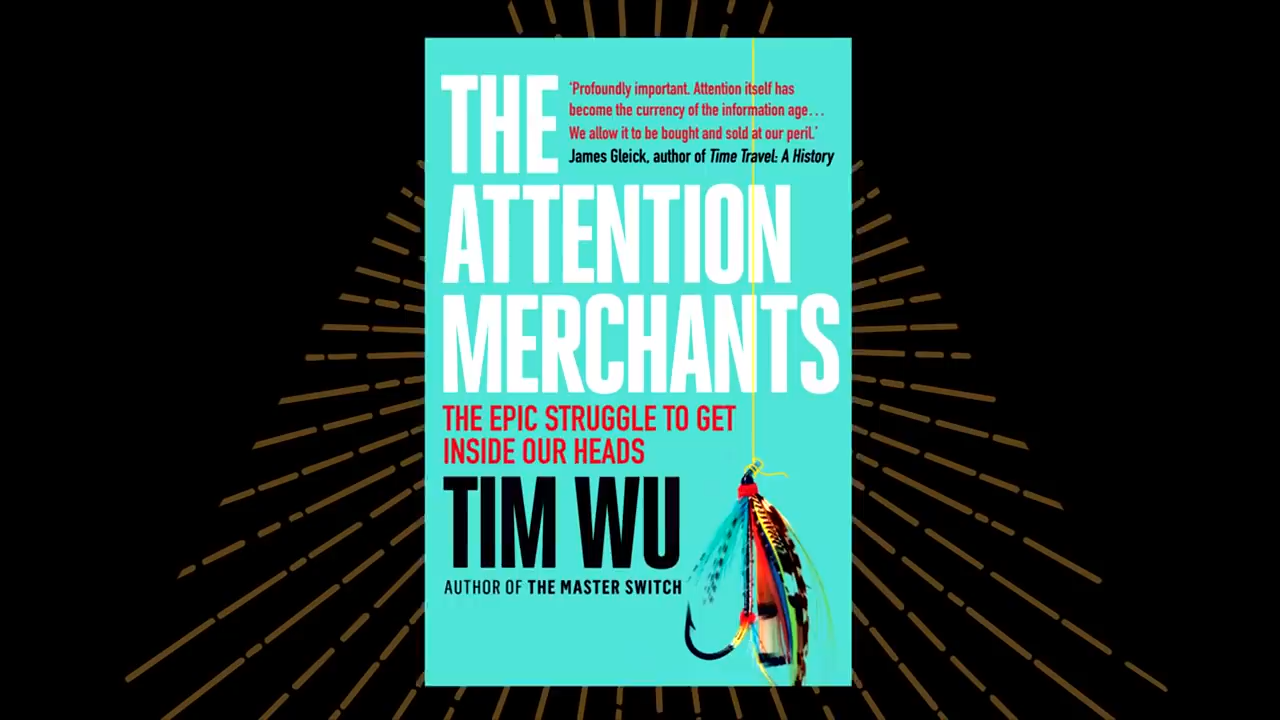 THE
'Profoundly important. Attention itself has
become the currency of the information age...
We allow it to be bought and sold at our peril.'
James Gleick, author of Time Travel: A History
ATTENTION
MERCHANTS
THE EPIC STRUGGLE TO GET
INSIDE OUR HEADS
TIM WU
AUTHOR OF THE MASTER SWITCH